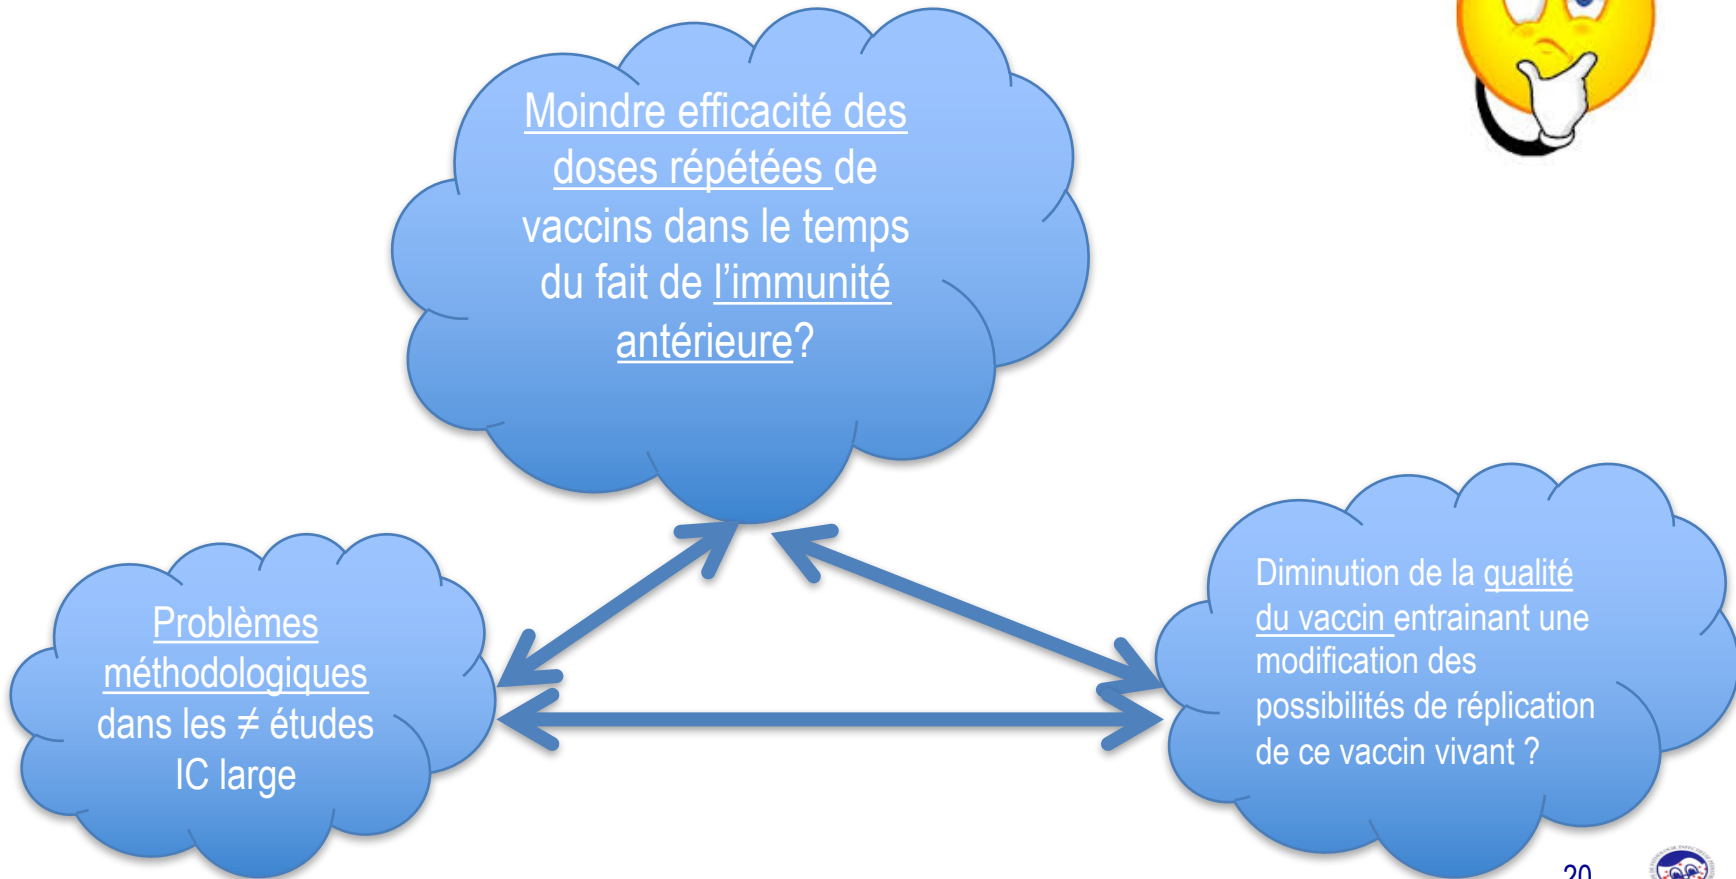 Moindre efficacité des
doses répétées de
vaccins dans le temps
du fait de l'immunité
antérieure?
Problèmes
méthodologiques
dans les ≠ études
IC large
Diminution de la qualité
du vaccin entrainant une
modification des
possibilités de réplication
de ce vaccin vivant ?
20